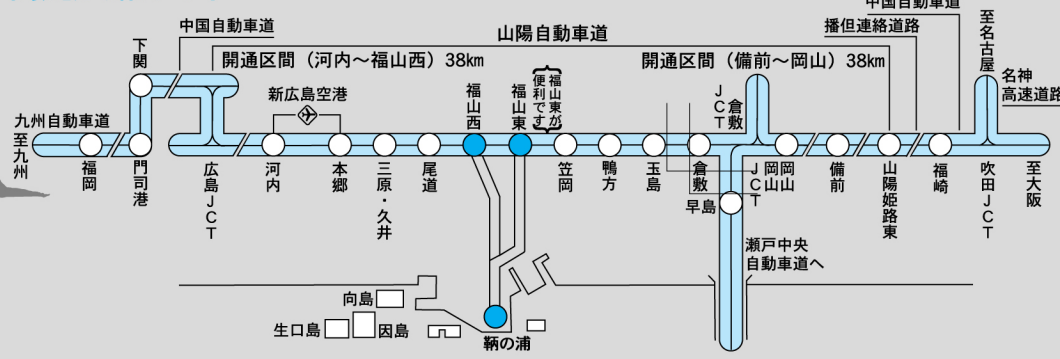 中国自動車道
中国自動車道
山陽自動車道
播但連絡道路
至名古屋
下関
開通区間（河内～福山西）38km
開通区間（備前～岡山）38km
名神
高速道路
新広島空港
福山西
福山東
福山東が
便利です
倉敷
JCT
九州自動車道
至九州
福岡
門司港
広島JCT
河内
本郷
三原・久井
尾道
笠岡
鴨方
玉島
倉敷
早島
岡山
JCT
岡山
備前
山陽姫路東
福崎
吹田JCT
至大阪
瀬戸中央
自動車道へ
向島
生口島
因島
鞆の浦